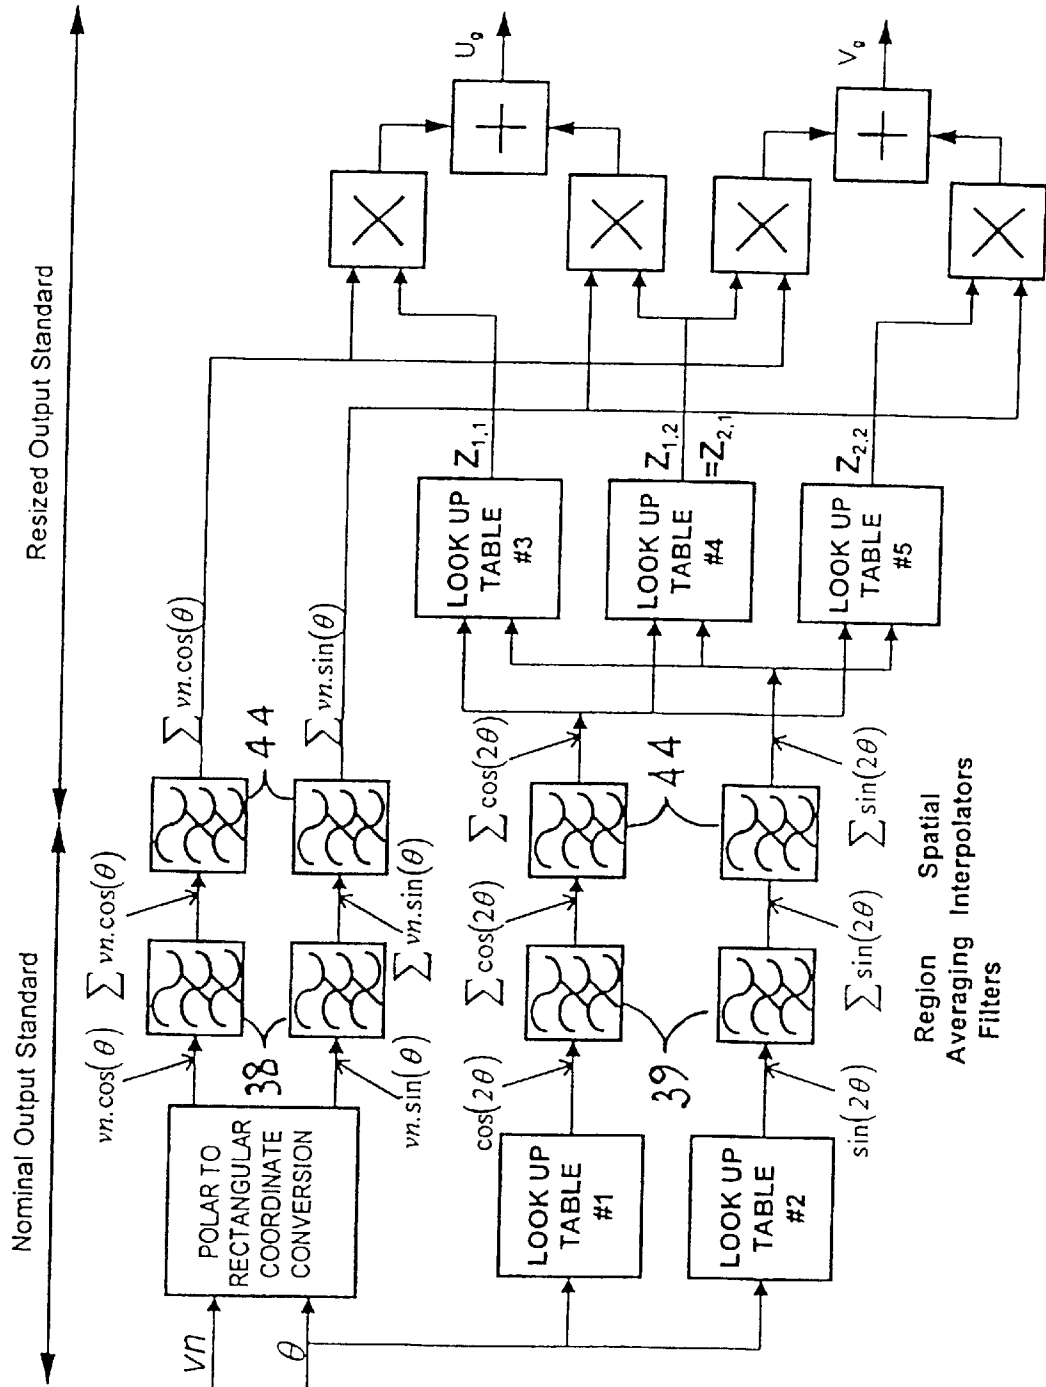 Nominal Output Standard
Resized Output Standard
vn
θ
POLAR TO
RECTANGULAR
COORDINATE
CONVERSION
vn.cos(θ)
vn.sin(θ)
38
∑ vn.cos(θ)
∑ vn.sin(θ)
44
∑ vn.cos(θ)
∑ vn.sin(θ)
LOOK UP
TABLE
#1
LOOK UP
TABLE
#2
cos(2θ)
sin(2θ)
39
∑ cos(2θ)
∑ sin(2θ)
44
∑ cos(2θ)
∑ sin(2θ)
Region
Averaging
Filters
Spatial
Interpolators
LOOK UP
TABLE
#3
LOOK UP
TABLE
#4
LOOK UP
TABLE
#5
Z1,1
Z1,2
=Z2,1
Z2,2
×
×
×
×
+
+
Ug
Vg